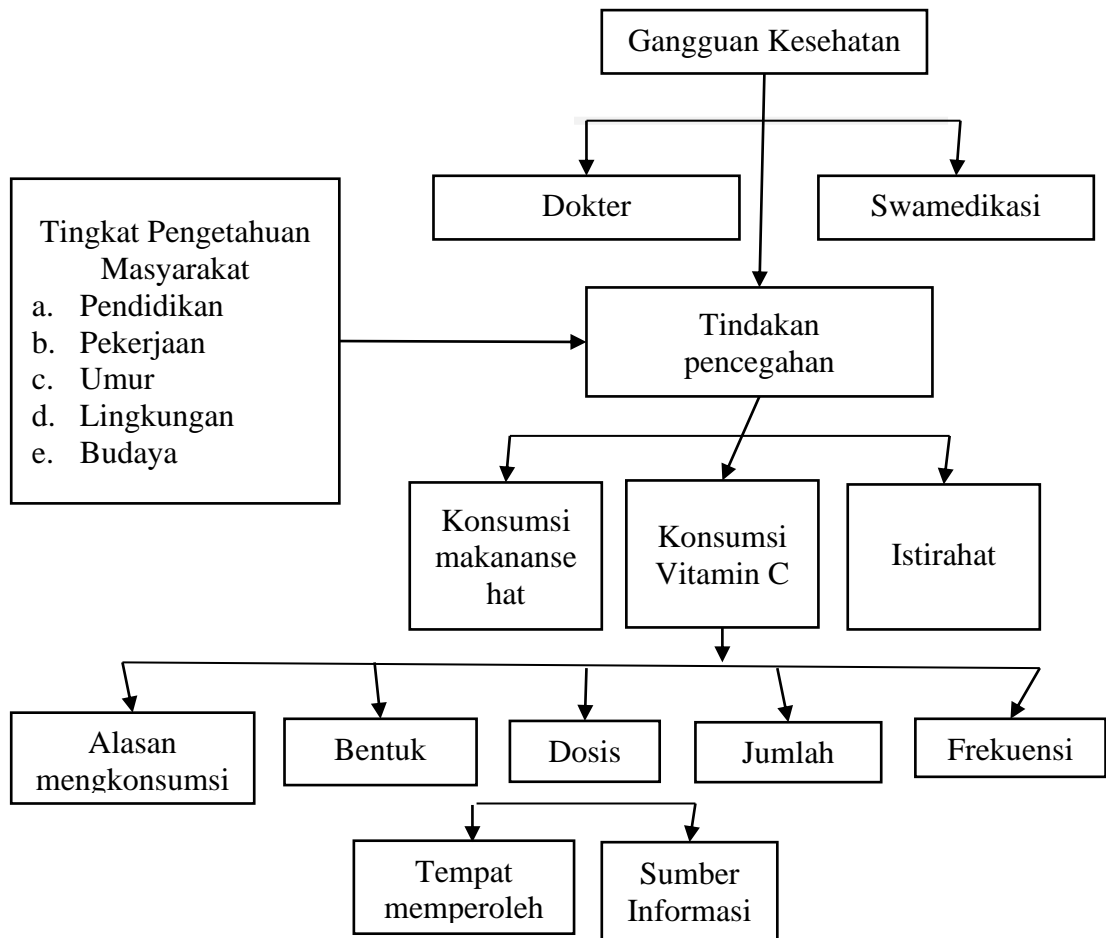 Gangguan Kesehatan
Dokter
Swamedikasi
Tingkat Pengetahuan
Masyarakat
a. Pendidikan
b. Pekerjaan
c. Umur
d. Lingkungan
e. Budaya
Tindakan
pencegahan
Konsumsi
makananse
hat
Konsumsi
Vitamin C
Istirahat
Alasan
mengkonsumsi
Bentuk
Dosis
Jumlah
Frekuensi
Tempat
memperoleh
Sumber
Informasi